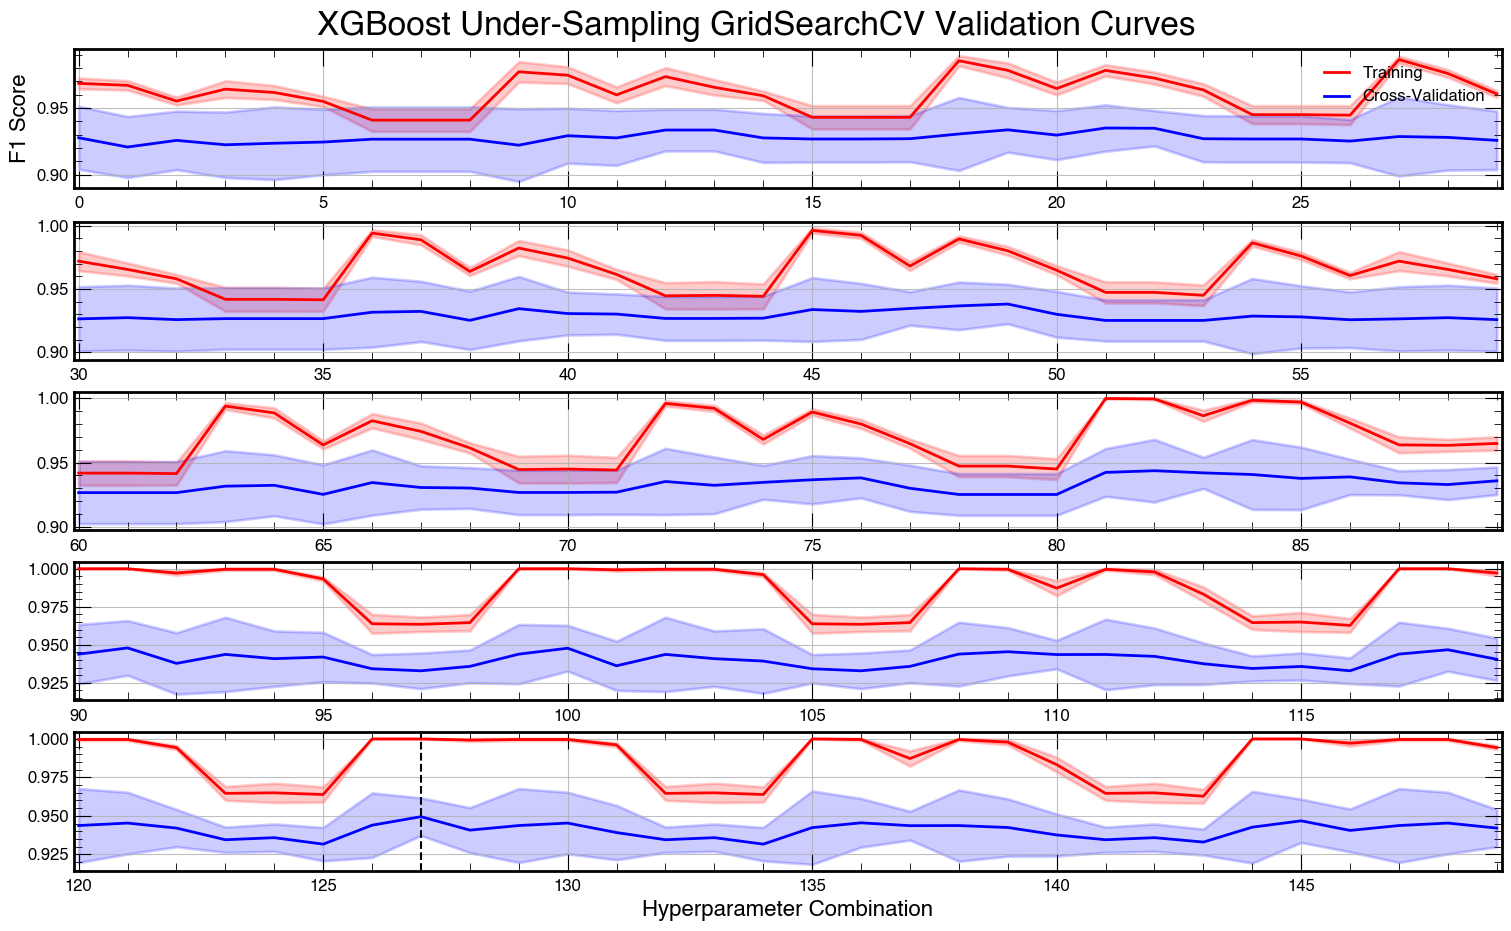 XGBoost Under-Sampling GridSearchCV Validation Curves
F1 Score
Training
Cross-Validation
0.95
0.90
0 5 10 15 20 25
1.00
0.95
0.90
30 35 40 45 50 55
1.00
0.95
0.90
60 65 70 75 80 85
1.000
0.975
0.950
0.925
90 95 100 105 110 115
1.000
0.975
0.950
0.925
120 125 130 135 140 145
Hyperparameter Combination